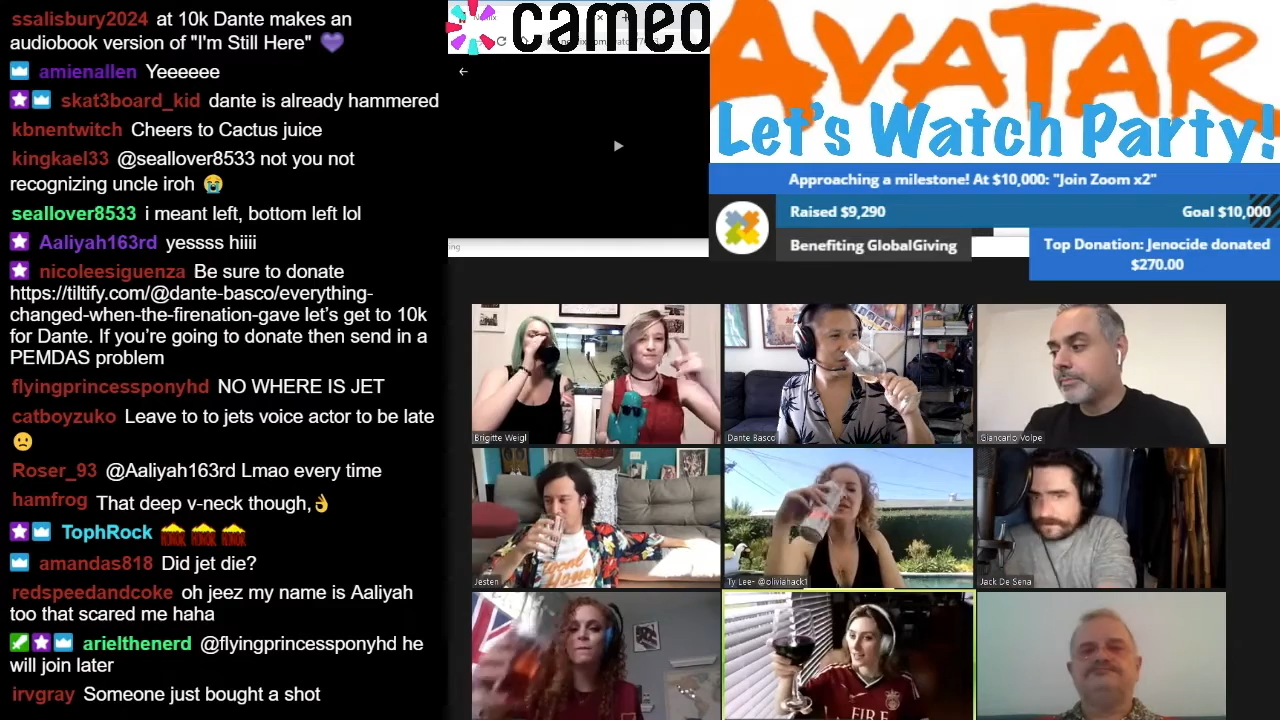 ssalisbury2024 at 10k Dante makes an
audiobook version of "I'm Still Here" 💜
amienallen Yeeeeee
skat3board_kid dante is already hammered
kbnentwitch Cheers to Cactus juice
kingkael33 @seallover8533 not you not
recognizing uncle iroh 😭
seallover8533 i meant left, bottom left lol
Aaliyah163rd yessss hiiii
nicoleesiguenza Be sure to donate
https://tiltify.com/@dante-basco/everything-
changed-when-the-firenation-gave let's get to 10k
for Dante. If you're going to donate then send in a
PEMDAS problem
flyingprincessponyhd NO WHERE IS JET
catboyzuko Leave to to jets voice actor to be late
🙁
Roser_93 @Aaliyah163rd Lmao every time
hamfrog That deep v-neck though,👌
TophRock
amandas818 Did jet die?
redspeedandcoke oh jeez my name is Aaliyah
too that scared me haha
arielthenerd @flyingprincessponyhd he
will join later
irvgray Someone just bought a shot
cameo
AVATAR
Let's Watch Party!
Approaching a milestone! At $10,000: "Join Zoom x2"
Raised $9,290
Goal $10,000
Benefiting GlobalGiving
Top Donation: Jenocide donated
$270.00
ing
Brigitte Weigl
Dante Basco
Giancarlo Volpe
Jesten
Ty Lee- @oliviahack1
Jack De Sena
FIRE